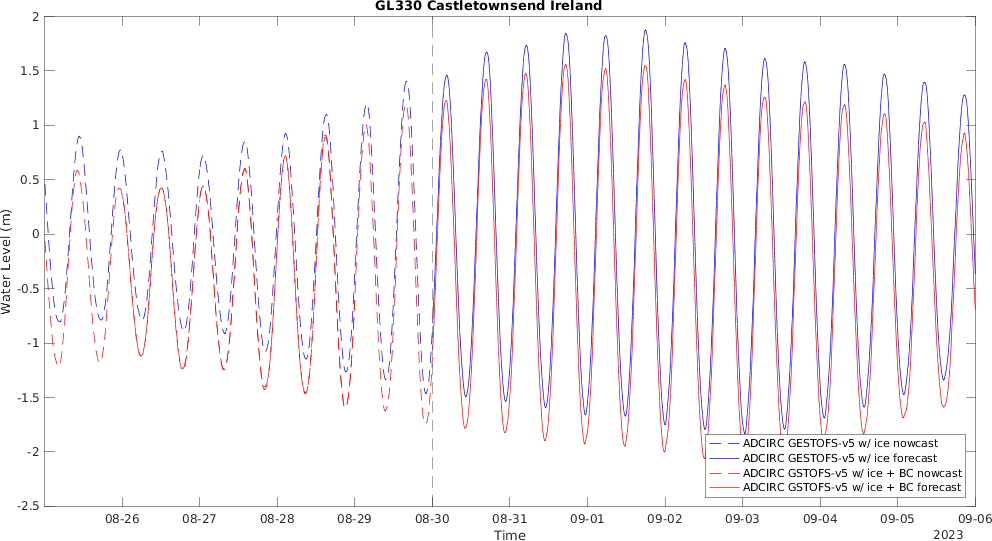 GL330 Castletownsend Ireland
Water Level (m)
2
1.5
1
0.5
0
-0.5
-1
-1.5
-2
-2.5
08-26 08-27 08-28 08-29 08-30 08-31 09-01 09-02 09-03 09-04 09-05 09-06
Time
2023
ADCIRC GESTOFS-v5 w/ ice nowcast
ADCIRC GESTOFS-v5 w/ ice forecast
ADCIRC GSTOFS-v5 w/ ice + BC nowcast
ADCIRC GSTOFS-v5 w/ ice + BC forecast